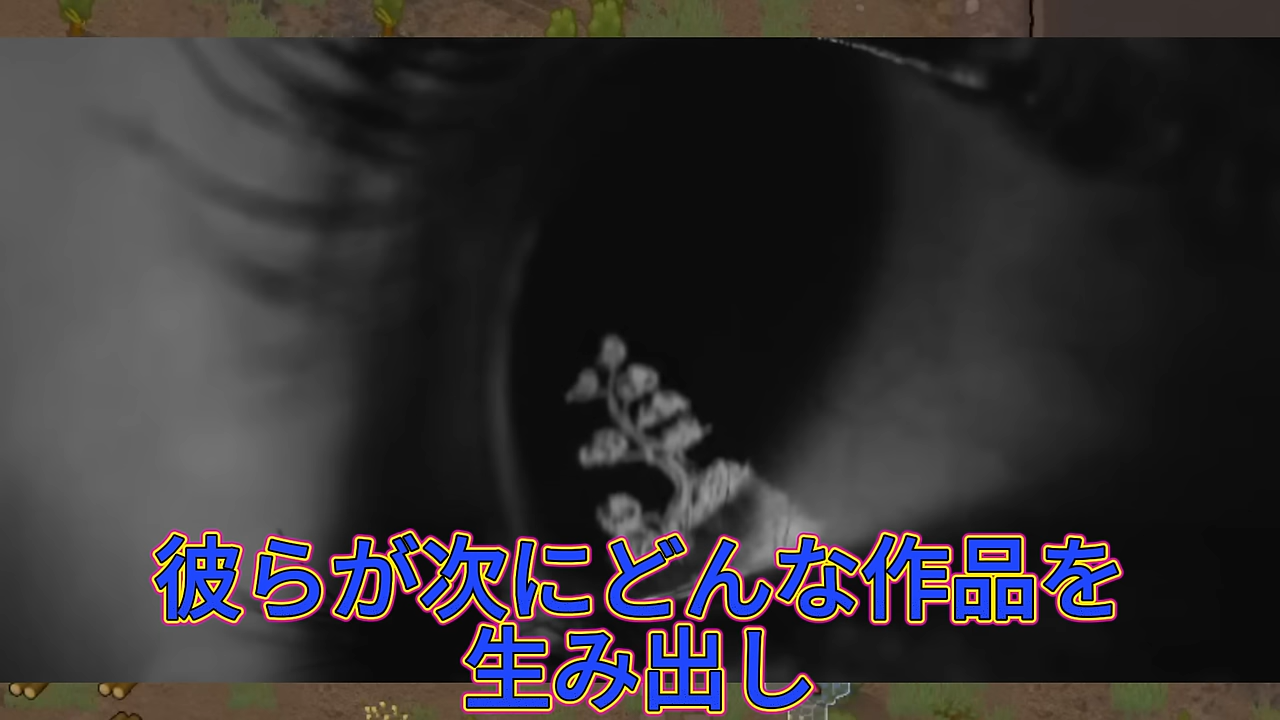 彼らが次にどんな作品を
生み出し